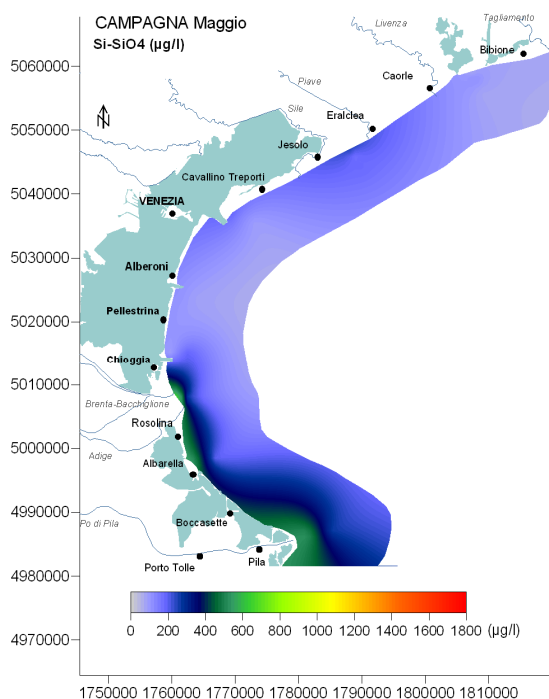 CAMPAGNA Maggio
Si-SiO4 (µg/l)
Livenza
Tagliamento
Bibione
5060000
Caorle
Piave
Eraclea
Sile
5050000
N
Jesolo
Cavallino Treporti
5040000
VENEZIA
5030000
Alberoni
5020000
Pellestrina
Chioggia
5010000
Brenta-Bacchiglione
Rosolina
5000000
Adige
Albarella
4990000
Po di Pila
Boccasette
Porto Tolle
Pila
4980000
0 200 400 600 800 1000 1200 1400 1600 1800 (µg/l)
4970000
1750000 1760000 1770000 1780000 1790000 1800000 1810000